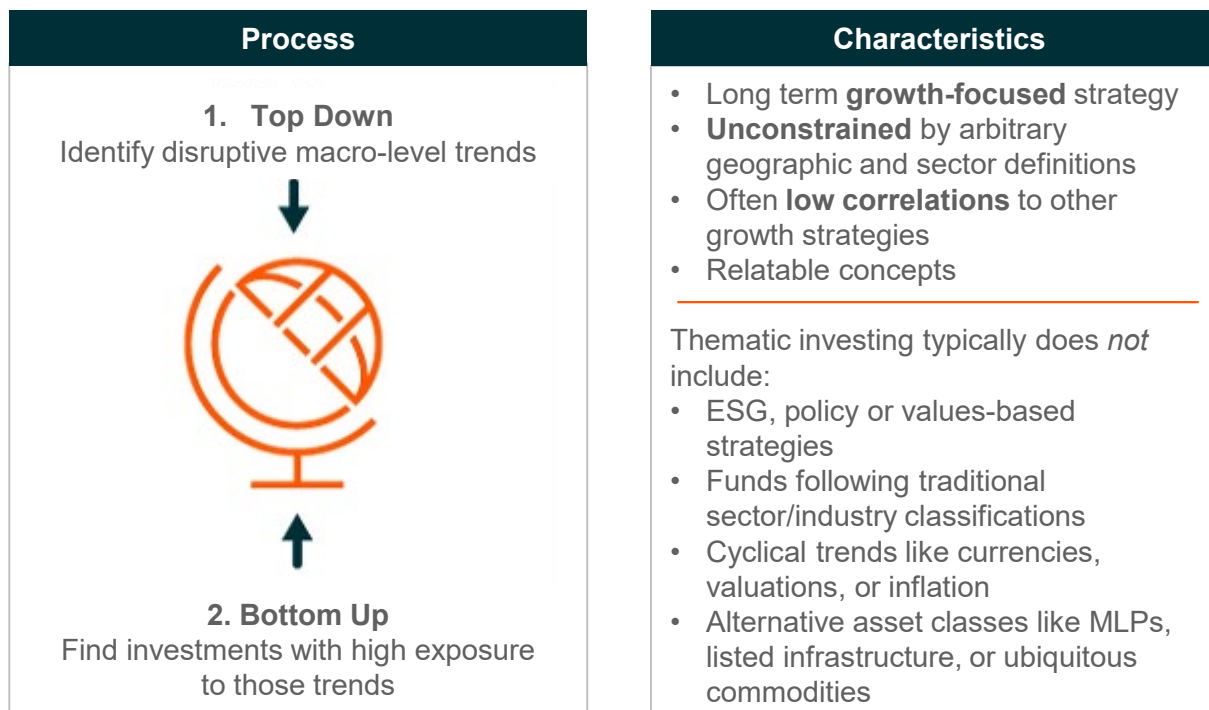 Process
1. Top Down
Identify disruptive macro-level trends
2. Bottom Up
Find investments with high exposure
to those trends
Characteristics
• Long term growth-focused strategy
• Unconstrained by arbitrary
geographic and sector definitions
• Often low correlations to other
growth strategies
• Relatable concepts
Thematic investing typically does not
include:
• ESG, policy or values-based
strategies
• Funds following traditional
sector/industry classifications
• Cyclical trends like currencies,
valuations, or inflation
• Alternative asset classes like MLPs,
listed infrastructure, or ubiquitous
commodities